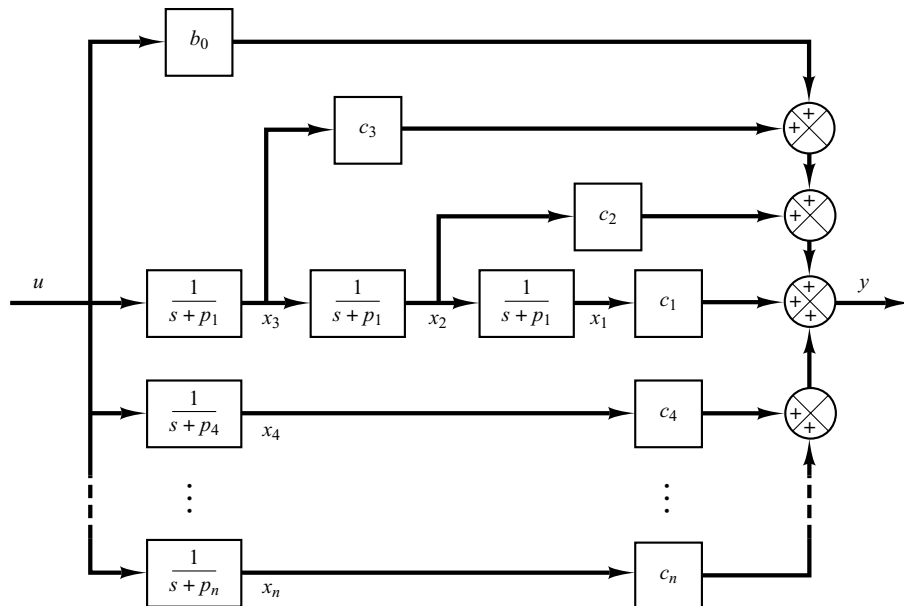 b₀
+
+
c₃
+
+
c₂
+
+
u
1
s + p₁
x₃
1
s + p₁
x₂
1
s + p₁
x₁
c₁
+
+
+
y
1
s + p₄
x₄
c₄
+
+
⋮
⋮
1
s + pₙ
xₙ
cₙ